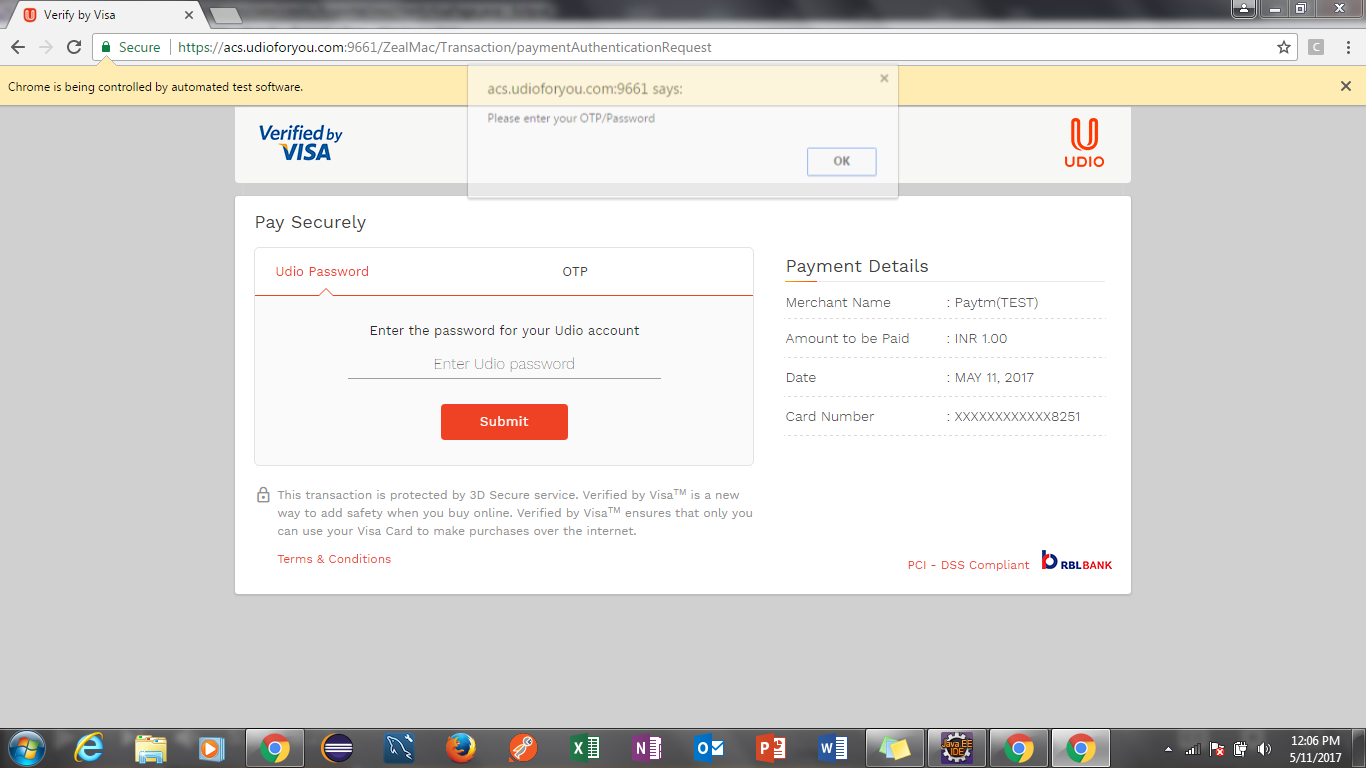 Verify by Visa
Secure
https://acs.udioforyou.com:9661/ZealMac/Transaction/paymentAuthenticationRequest
C
Chrome is being controlled by automated test software.
acs.udioforyou.com:9661 says:
Please enter your OTP/Password
OK
Verified by
VISA
UDIO
Pay Securely
Udio Password
OTP
Enter the password for your Udio account
Enter Udio password
Submit
Payment Details
Merchant Name : Paytm(TEST)
Amount to be Paid : INR 1.00
Date : MAY 11, 2017
Card Number : XXXXXXXXXXXX8251
This transaction is protected by 3D Secure service. Verified by Visa™ is a new
way to add safety when you buy online. Verified by Visa™ ensures that only you
can use your Visa Card to make purchases over the internet.
Terms & Conditions
PCI - DSS Compliant
RBLBANK
Java EE
IDE
12:06 PM
5/11/2017